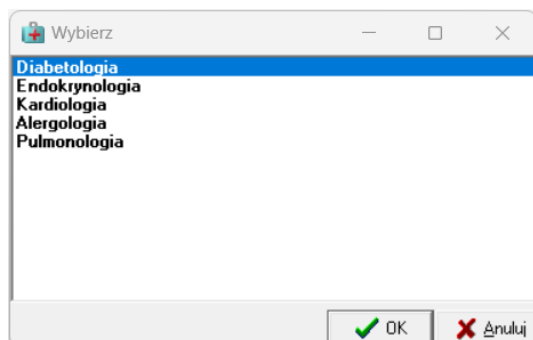 Wybierz
Diabetologia
Endokrynologia
Kardiologia
Alergologia
Pulmonologia
OK
Anuluj